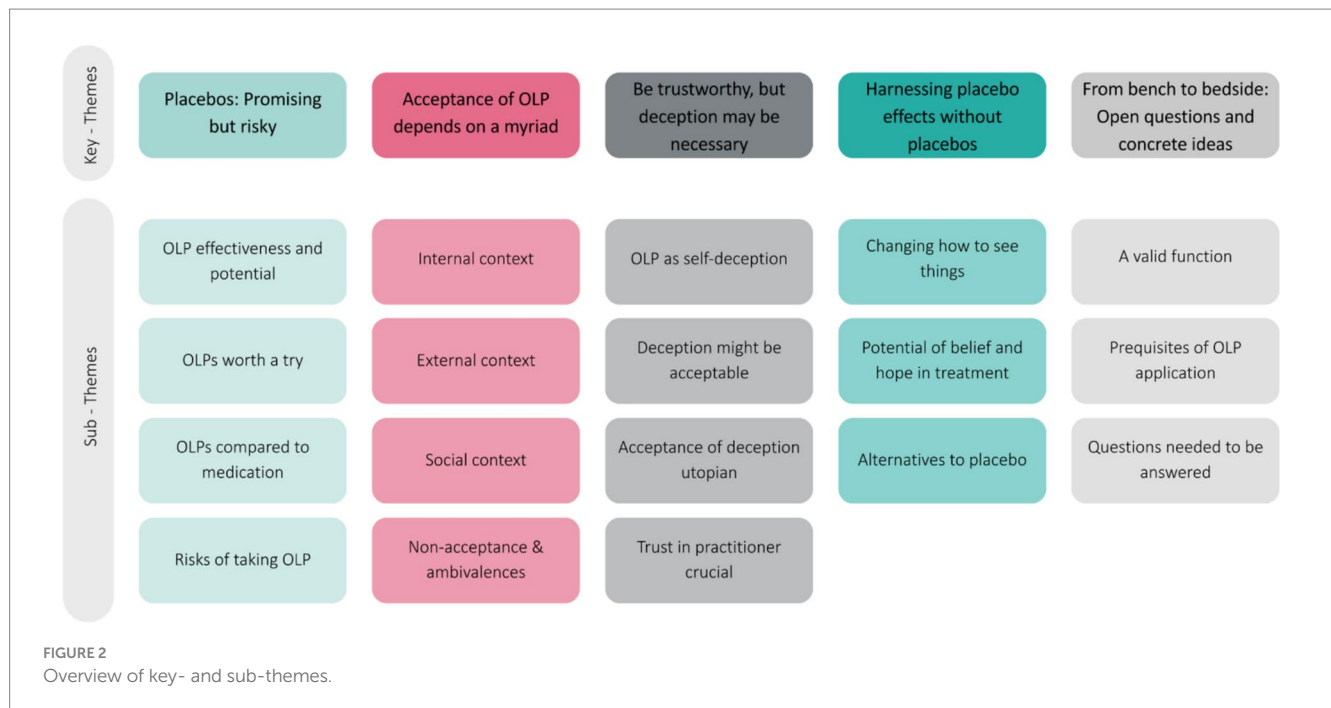 Key - Themes
Placebos: Promising
but risky
Acceptance of OLP
depends on a myriad
Be trustworthy, but
deception may be
necessary
Harnessing placebo
effects without
placebos
From bench to bedside:
Open questions and
concrete ideas
Sub - Themes
OLP effectiveness and
potential
Internal context
OLP as self-deception
Changing how to see
things
A valid function
OLPs worth a try
External context
Deception might be
acceptable
Potential of belief and
hope in treatment
Prequisites of OLP
application
OLPs compared to
medication
Social context
Acceptance of deception
utopian
Alternatives to placebo
Questions needed to be
answered
Risks of taking OLP
Non-acceptance &
ambivalences
Trust in practitioner
crucial
FIGURE 2
Overview of key- and sub-themes.